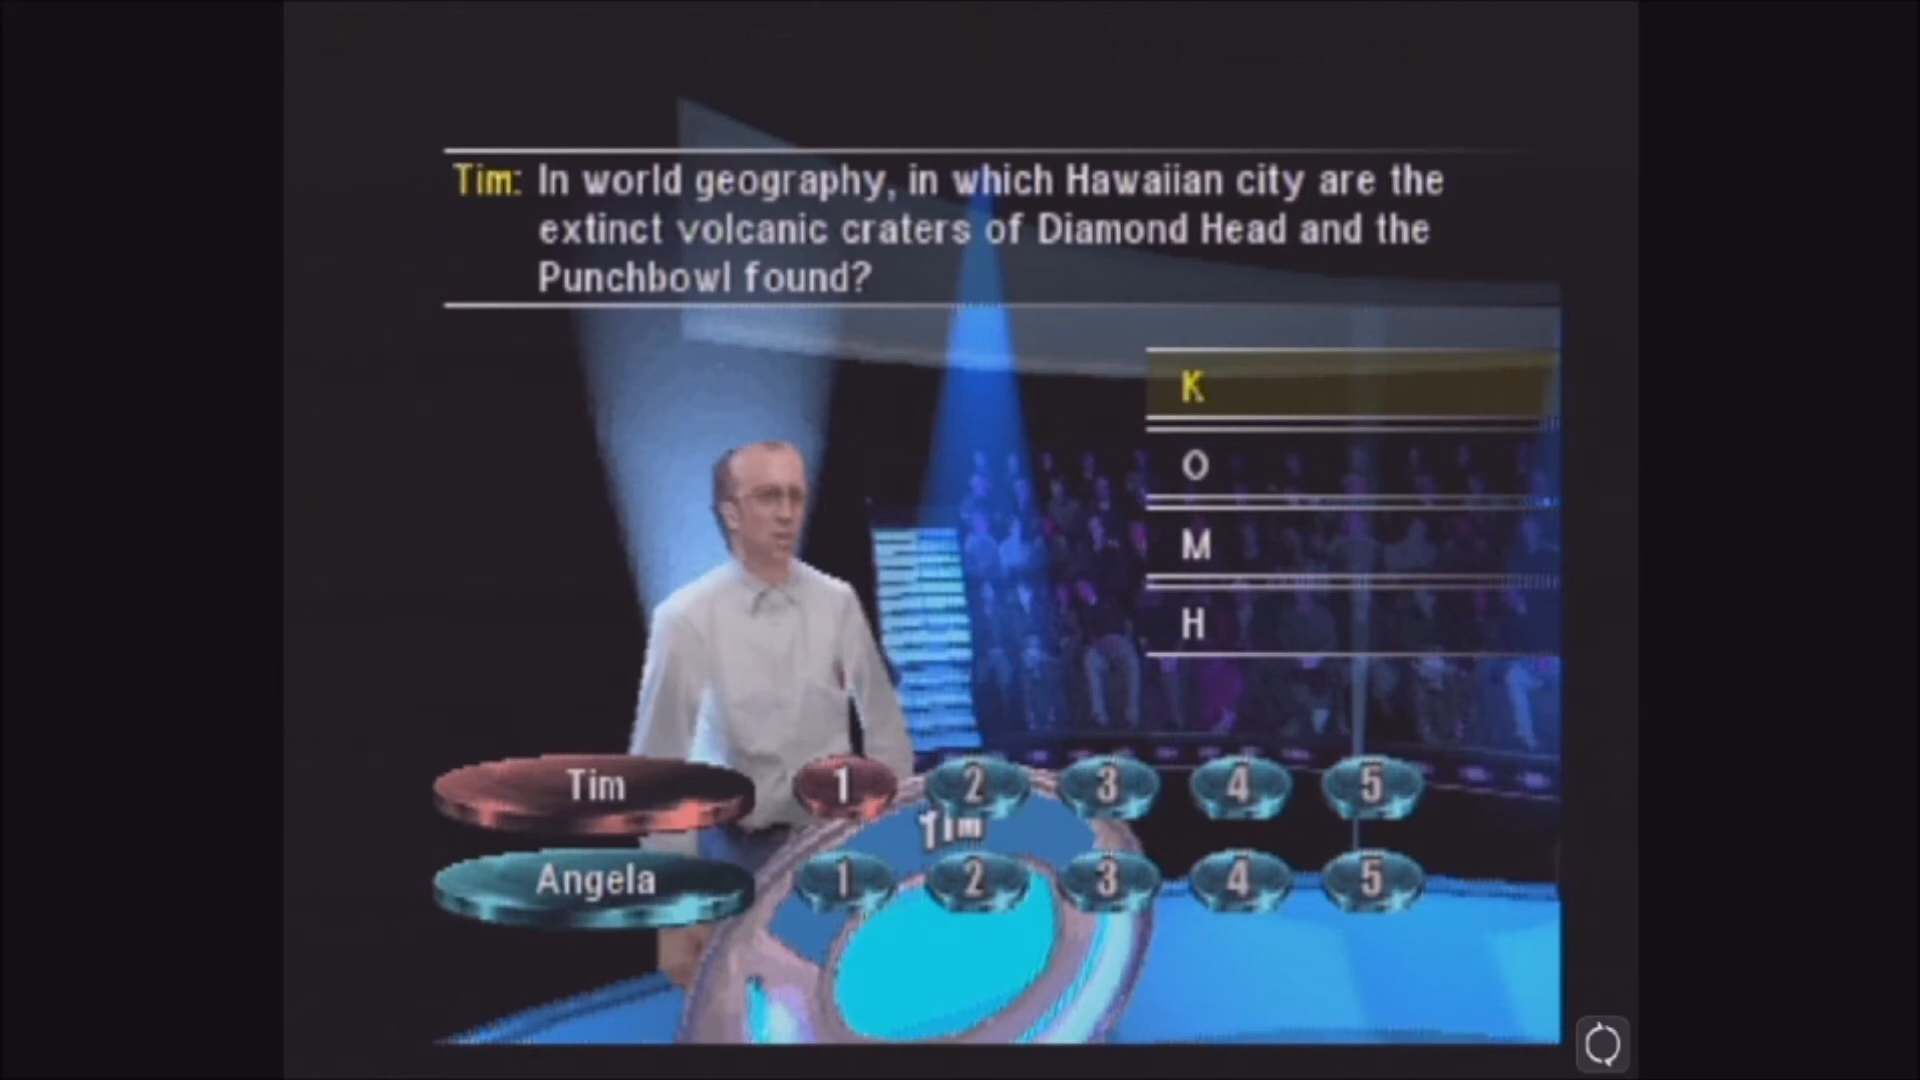 Tim: In world geography, in which Hawaiian city are the
extinct volcanic craters of Diamond Head and the
Punchbowl found?
K
O
M
H
Tim 1 2 3 4 5
Tim
Angela 1 2 3 4 5